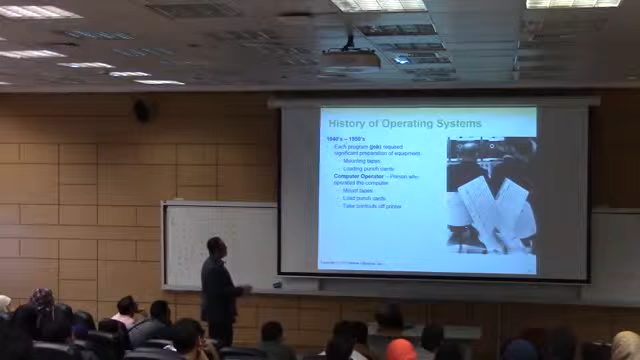 History of Operating Systems
1940's – 1950's
Each program (job) required
significant preparation of equipment
Mounting tapes
Loading punch cards
Computer Operator – Person who
operated the computer
Mount tapes
Load punch cards
Take printouts off printer